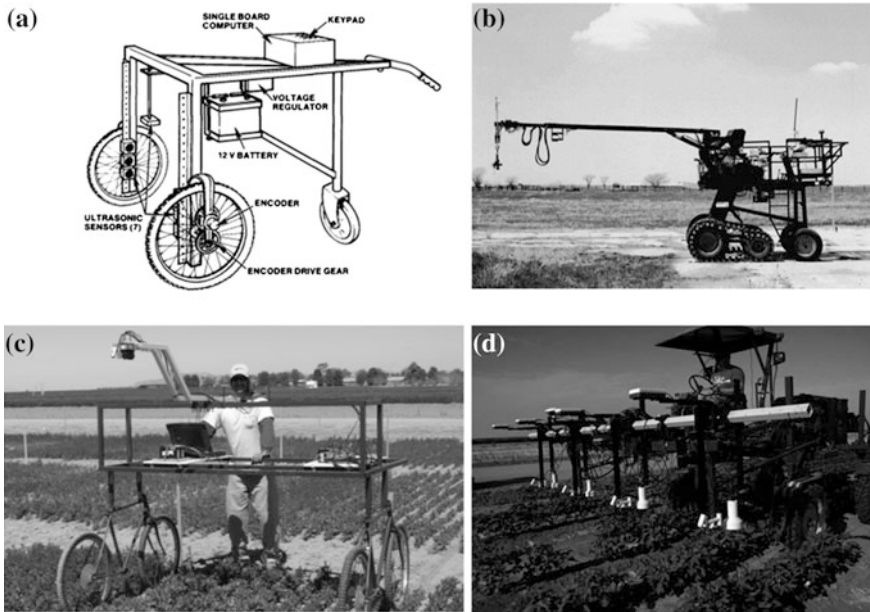 (a)
SINGLE BOARD
COMPUTER
KEYPAD
VOLTAGE
REGULATOR
12 V BATTERY
ENCODER
ULTRASONIC
SENSORS (7)
ENCODER DRIVE GEAR
(b)
(c)
(d)